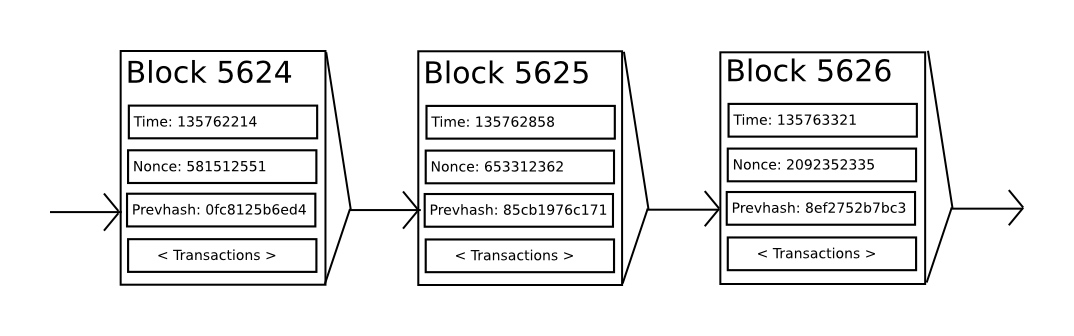 Block 5624
Time: 135762214
Nonce: 581512551
Prevhash: 0fc8125b6ed4
< Transactions >
Block 5625
Time: 135762858
Nonce: 653312362
Prevhash: 85cb1976c171
< Transactions >
Block 5626
Time: 135763321
Nonce: 2092352335
Prevhash: 8ef2752b7bc3
< Transactions >